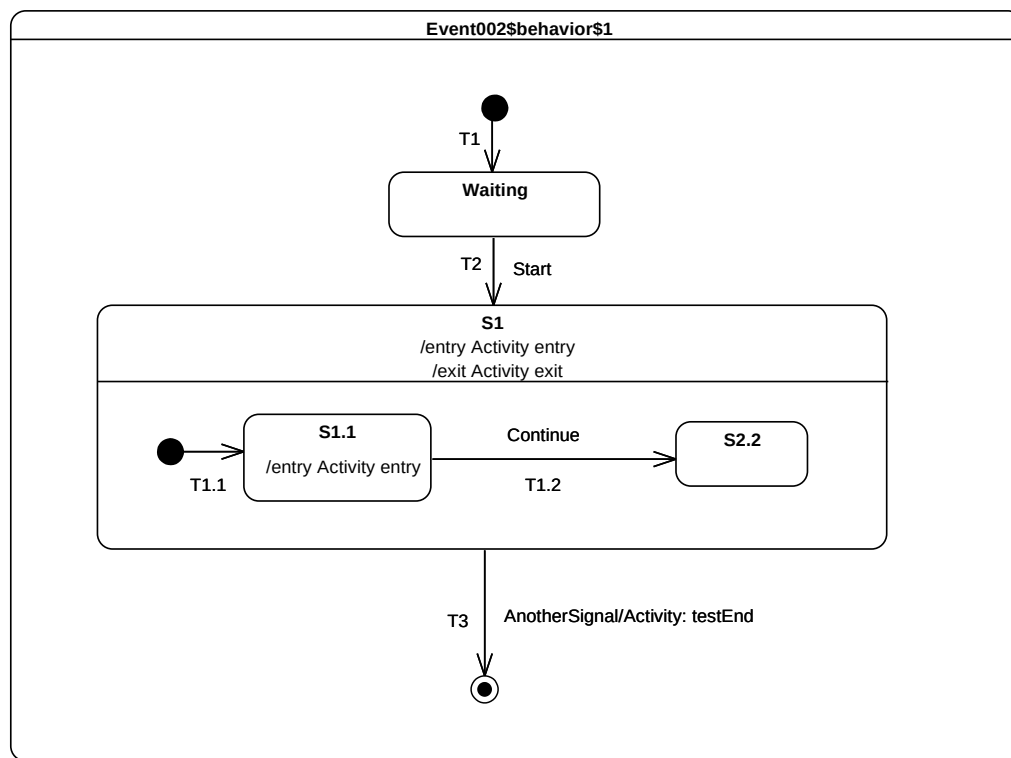 Event002$behavior$1
T1
Waiting
T2
Start
S1
/entry Activity entry
/exit Activity exit
S1.1
/entry Activity entry
T1.1
Continue
T1.2
S2.2
T3
AnotherSignal/Activity: testEnd